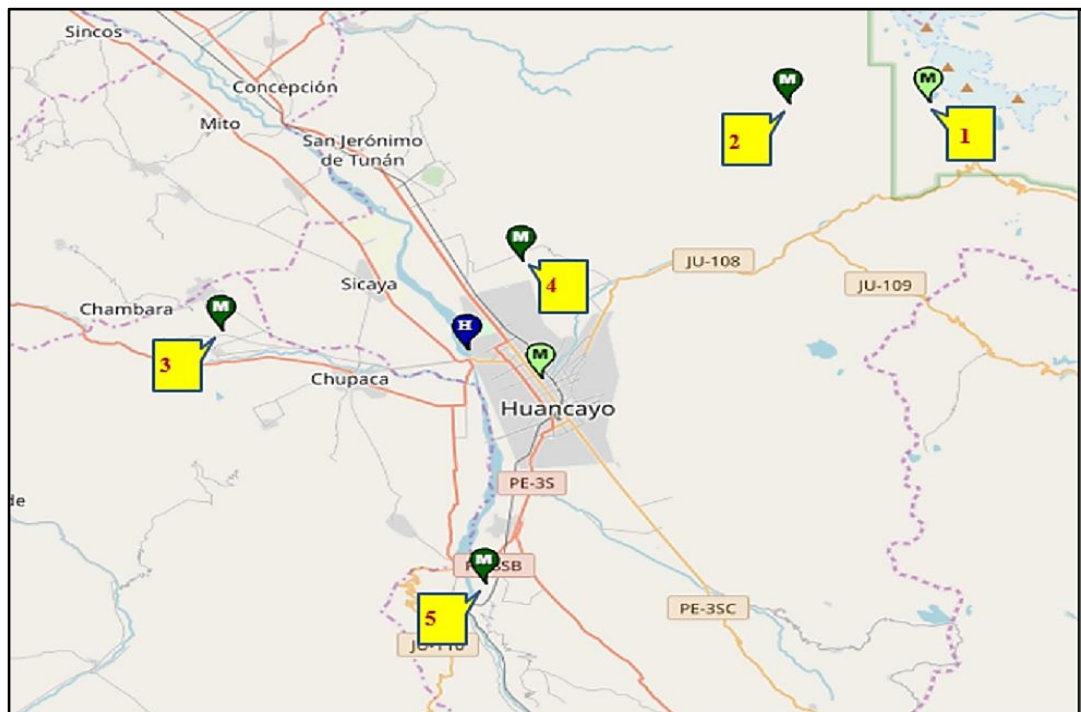 Sincos
Concepción
M
M
Mito
1
2
San Jerónimo
de Tunán
M
JU-108
4
Sicaya
JU-109
M
Chambara
H
M
3
Chupaca
Huancayo
PE-3S
de
M
PE-3SC
5